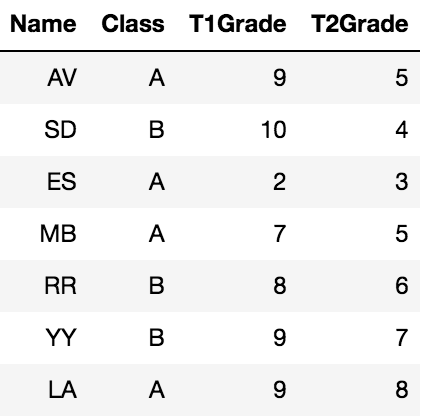 Name Class T1Grade T2Grade
AV A 9 5
SD B 10 4
ES A 2 3
MB A 7 5
RR B 8 6
YY B 9 7
LA A 9 8